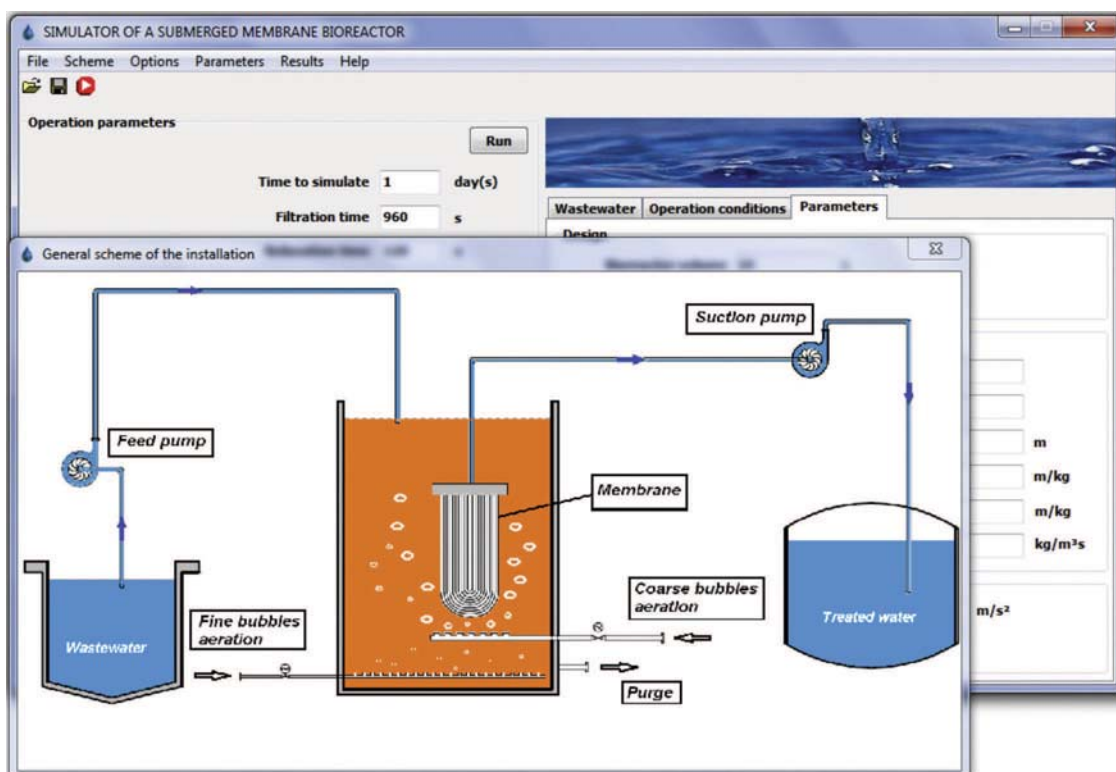 SIMULATOR OF A SUBMERGED MEMBRANE BIOREACTOR
File Scheme Options Parameters Results Help
Operation parameters
Run
Time to simulate 1 day(s)
Filtration time 960 s
Wastewater Operation conditions Parameters
Design
General scheme of the installation
Suction pump
Feed pump
Membrane
Coarse bubbles
aeration
Fine bubbles
aeration
Wastewater
Treated water
Purge
m
m/kg
m/kg
kg/m³s
m/s²